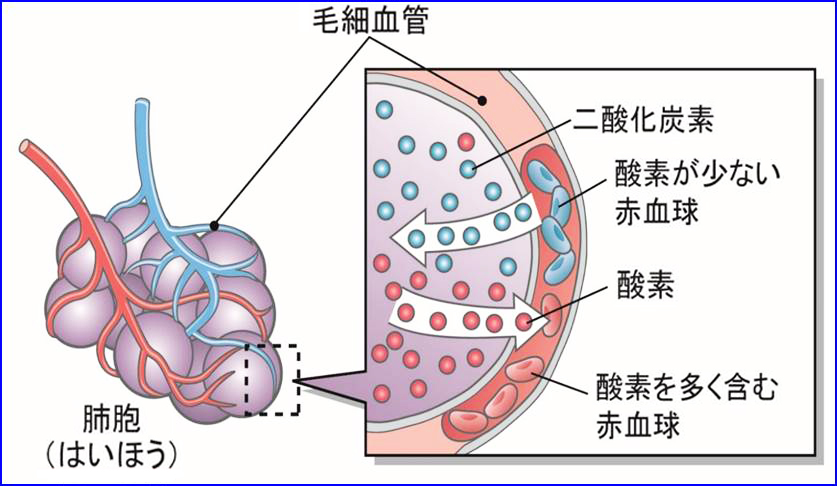 毛細血管
二酸化炭素
酸素が少ない
赤血球
酸素
酸素を多く含む
赤血球
肺胞
(はいほう)